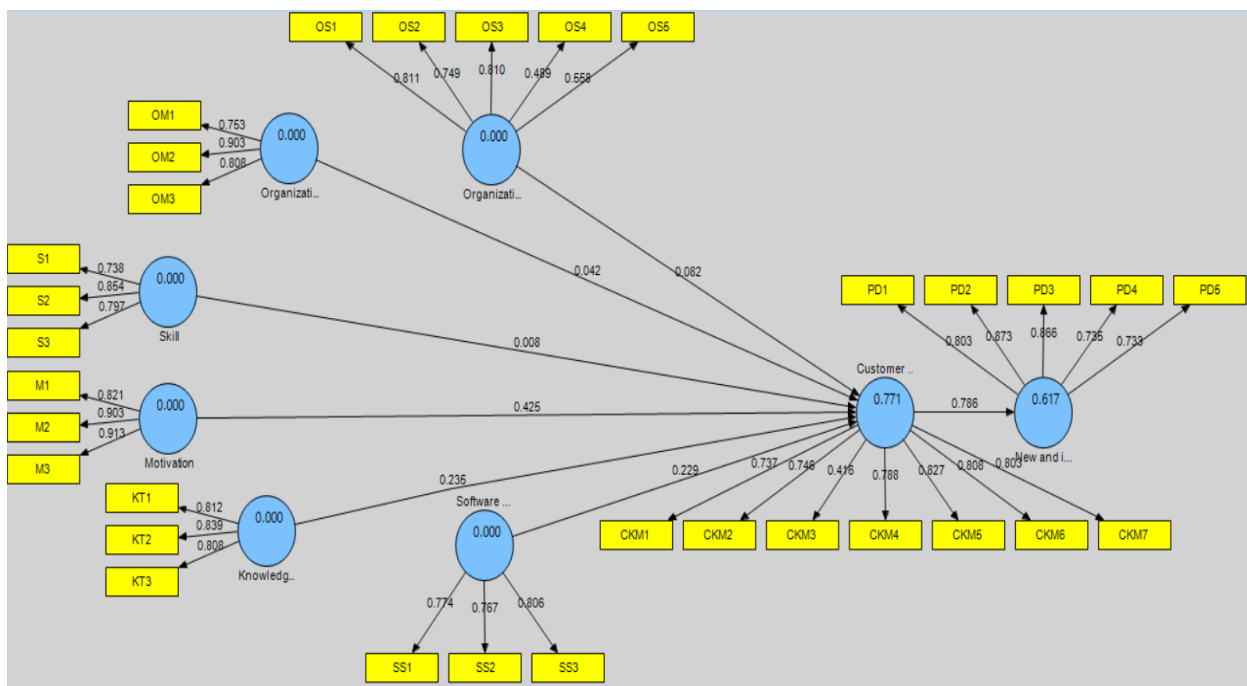 OS1 OS2 OS3 OS4 OS5
0.811 0.749 0.810 0.489 0.558
0.000
Organizati..
OM1
OM2
OM3
0.753
0.903
0.808
0.000
Organizati..
0.042
0.082
S1
S2
S3
0.738
0.854
0.797
0.000
Skill
0.008
PD1 PD2 PD3 PD4 PD5
0.803 0.873 0.866 0.735 0.733
M1
M2
M3
0.821
0.903
0.913
0.000
Motivation
0.425
Customer ..
0.771
0.786
0.617
New and i...
KT1
KT2
KT3
0.812
0.839
0.808
0.000
Knowledg...
0.235
Software ...
0.000
0.229
0.737 0.746 0.416 0.788 0.827 0.808 0.803
CKM1 CKM2 CKM3 CKM4 CKM5 CKM6 CKM7
0.774 0.767 0.806
SS1 SS2 SS3